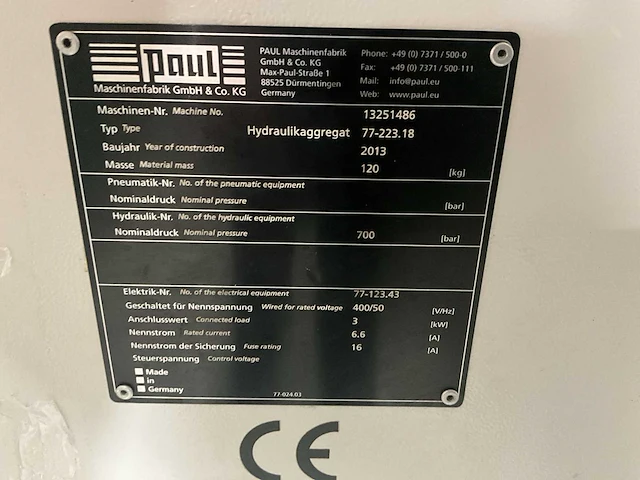 paul
Maschinenfabrik GmbH & Co. KG
PAUL Maschinenfabrik
GmbH & Co. KG
Max-Paul-Straße 1
88525 Dürmentingen
Germany
Phone: +49 (0) 7371 / 500-0
Fax: +49 (0) 7371 / 500-111
Mail: info@paul.eu
Web: www.paul.eu
Maschinen-Nr. Machine No. 13251486
Typ Type Hydraulikaggregat 77-223.18
Baujahr Year of construction 2013
Masse Material mass 120 [kg]
Pneumatik-Nr. No. of the pneumatic equipment
Nominaldruck Nominal pressure [bar]
Hydraulik-Nr. No. of the hydraulic equipment
Nominaldruck Nominal pressure 700 [bar]
Elektrik-Nr. No. of the electrical equipment 77-123.43
Geschaltet für Nennspannung Wired for rated voltage 400/50 [V/Hz]
Anschlusswert Connected load 3 [kW]
Nennstrom Rated current 6.6 [A]
Nennstrom der Sicherung Fuse rating 16 [A]
Steuerspannung Control voltage
Made
in
Germany
77-024.03
CE